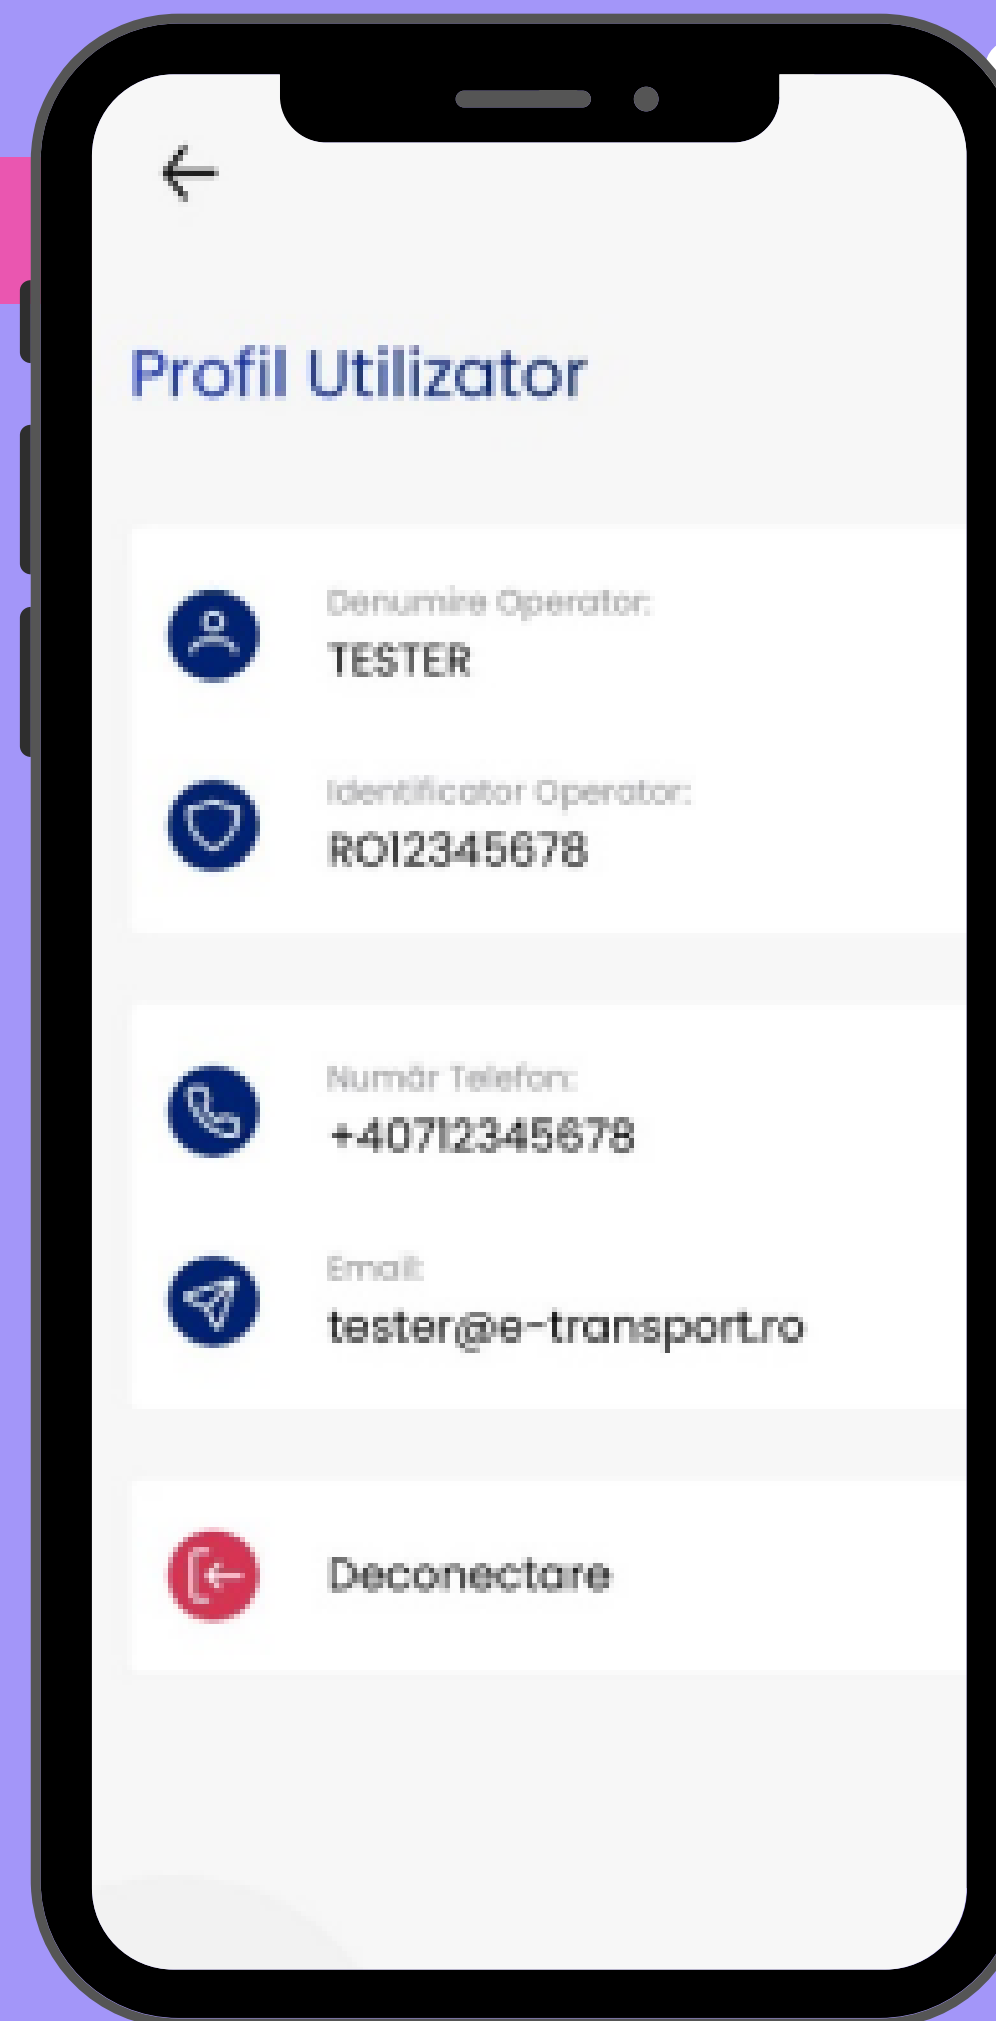 Profil Utilizator
Denumire Operator:
TESTER
Identificator Operator:
RO12345678
Număr Telefon:
+40712345678
Email:
tester@e-transport.ro
Deconectare